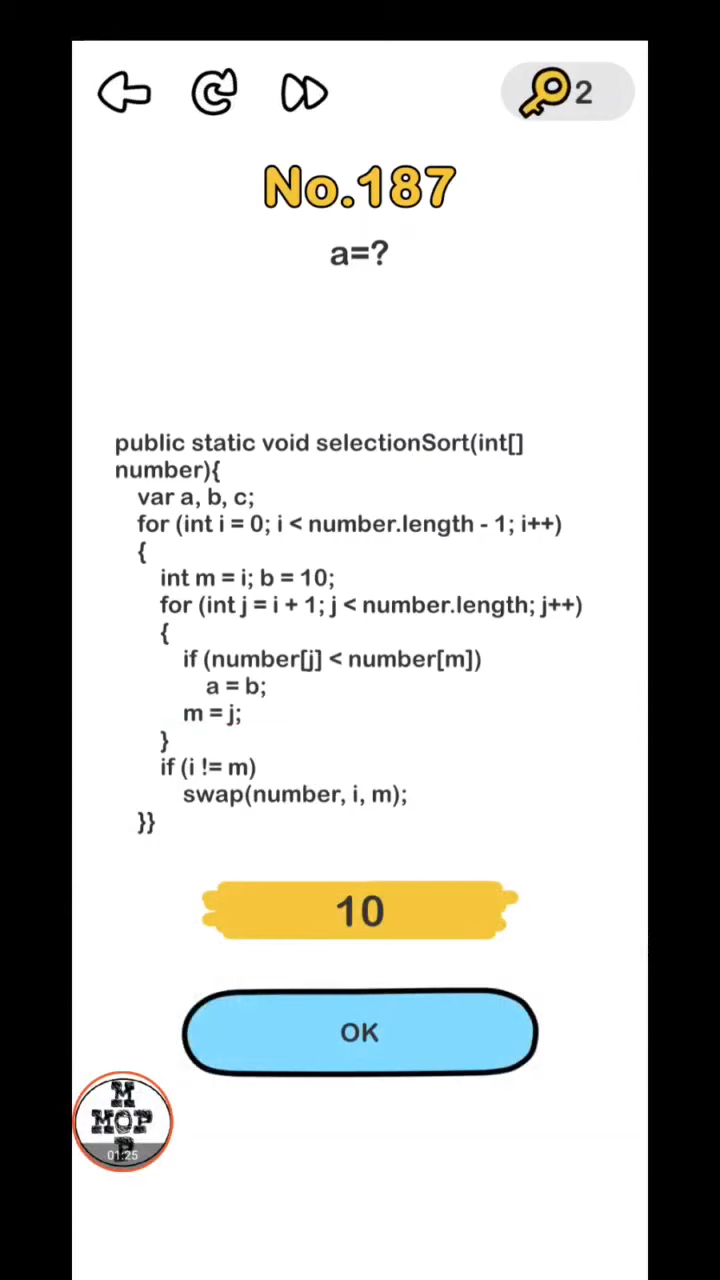 2
No.187
a=?
public static void selectionSort(int[]
number){
var a, b, c;
for (int i = 0; i < number.length - 1; i++)
{
int m = i; b = 10;
for (int j = i + 1; j < number.length; j++)
{
if (number[j] < number[m])
a = b;
m = j;
}
if (i != m)
swap(number, i, m);
}}
10
OK
M
MOP
P
01:25